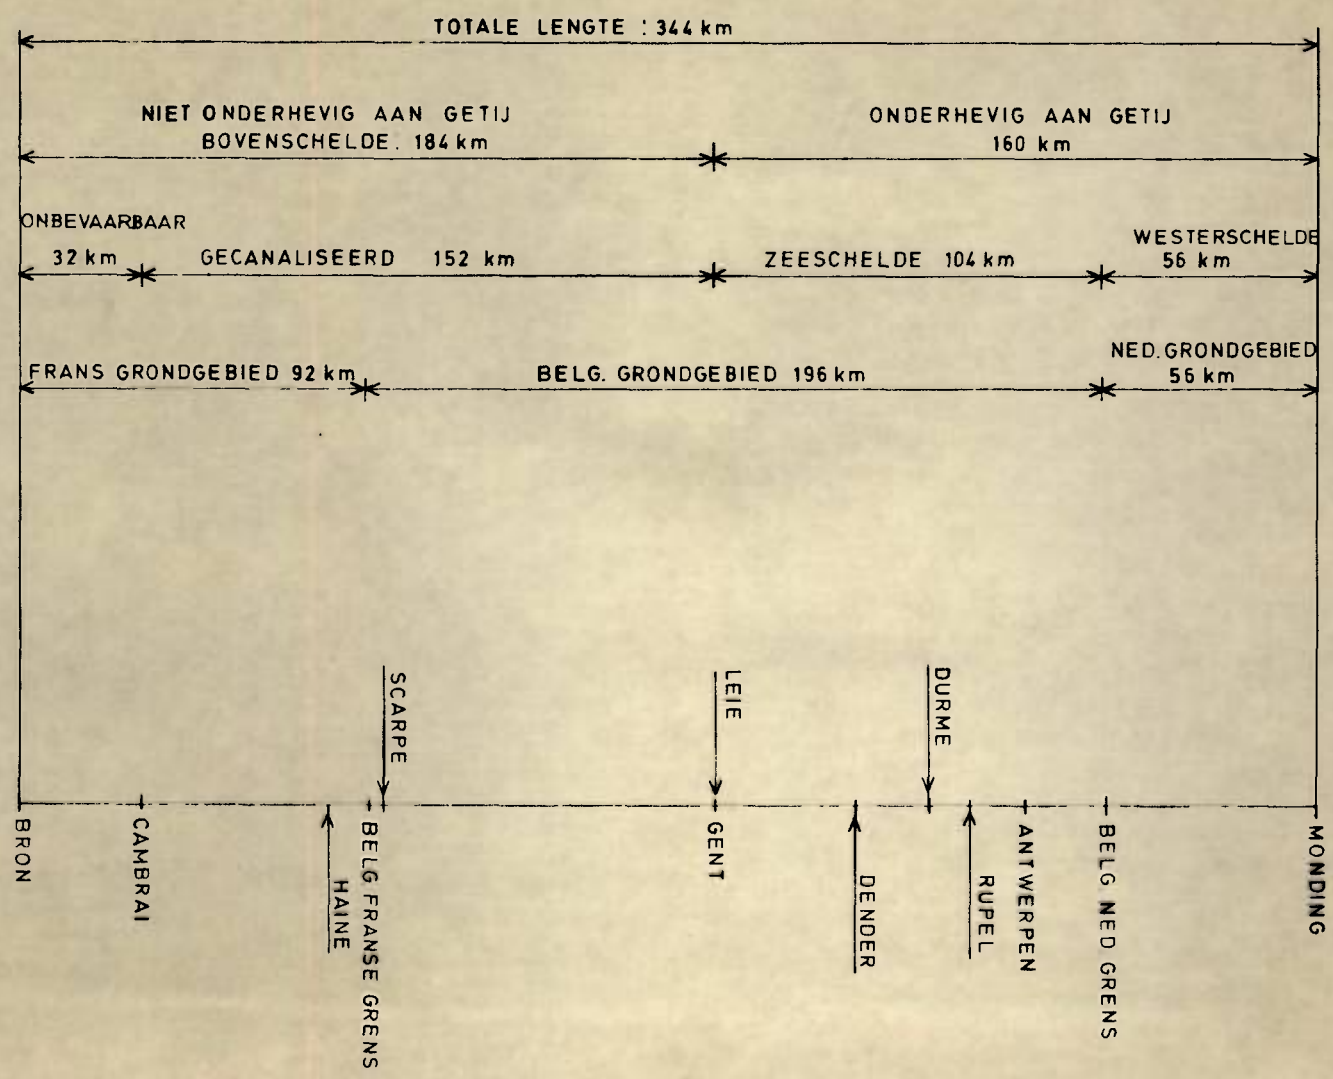 TOTALE LENGTE : 344 km
NIET ONDERHEVIG AAN GETIJ
BOVENSCHELDE. 184 km
ONDERHEVIG AAN GETIJ
160 km
ONBEVAARBAAR
32 km
GECANALISEERD 152 km
ZEESCHELDE 104 km
WESTERSCHELDE
56 km
FRANS GRONDGEBIED 92 km
BELG. GRONDGEBIED 196 km
NED. GRONDGEBIED
56 km
SCARPE
LEIE
DURME
BRON
CAMBRAI
HAINE
BELG FRANSE GRENS
GENT
DENDER
RUPEL
ANTWERPEN
BELG NED GRENS
MONDING